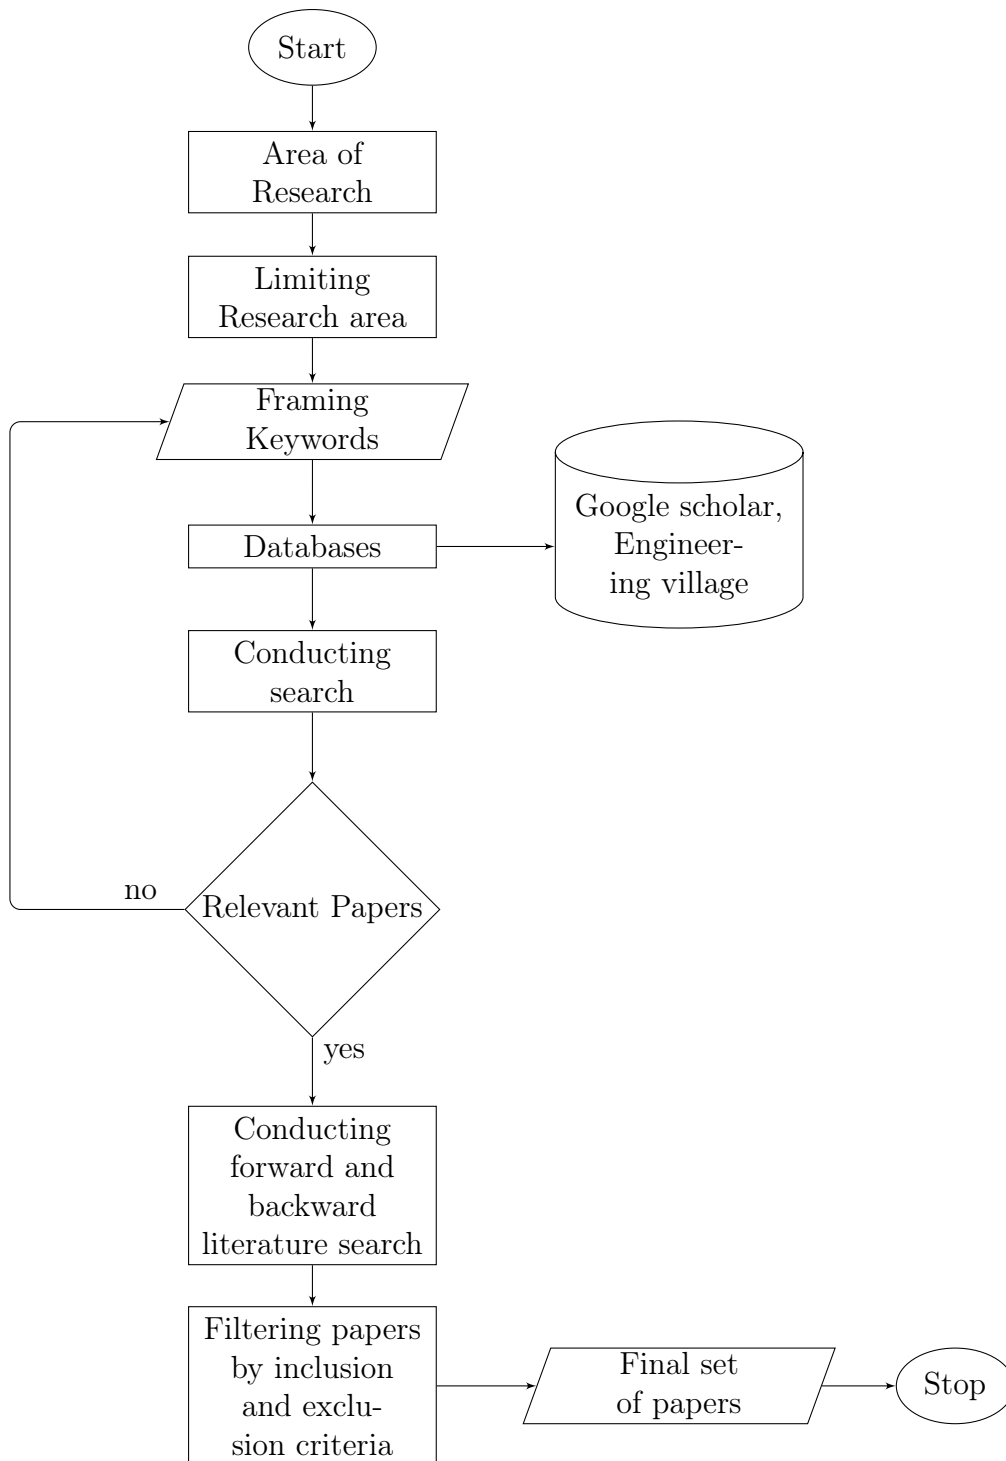 Start
Area of
Research
Limiting
Research area
Framing
Keywords
Google scholar,
Engineer-
ing village
Databases
Conducting
search
no
Relevant Papers
yes
Conducting
forward and
backward
literature search
Filtering papers
by inclusion
and exclu-
sion criteria
Final set
of papers
Stop